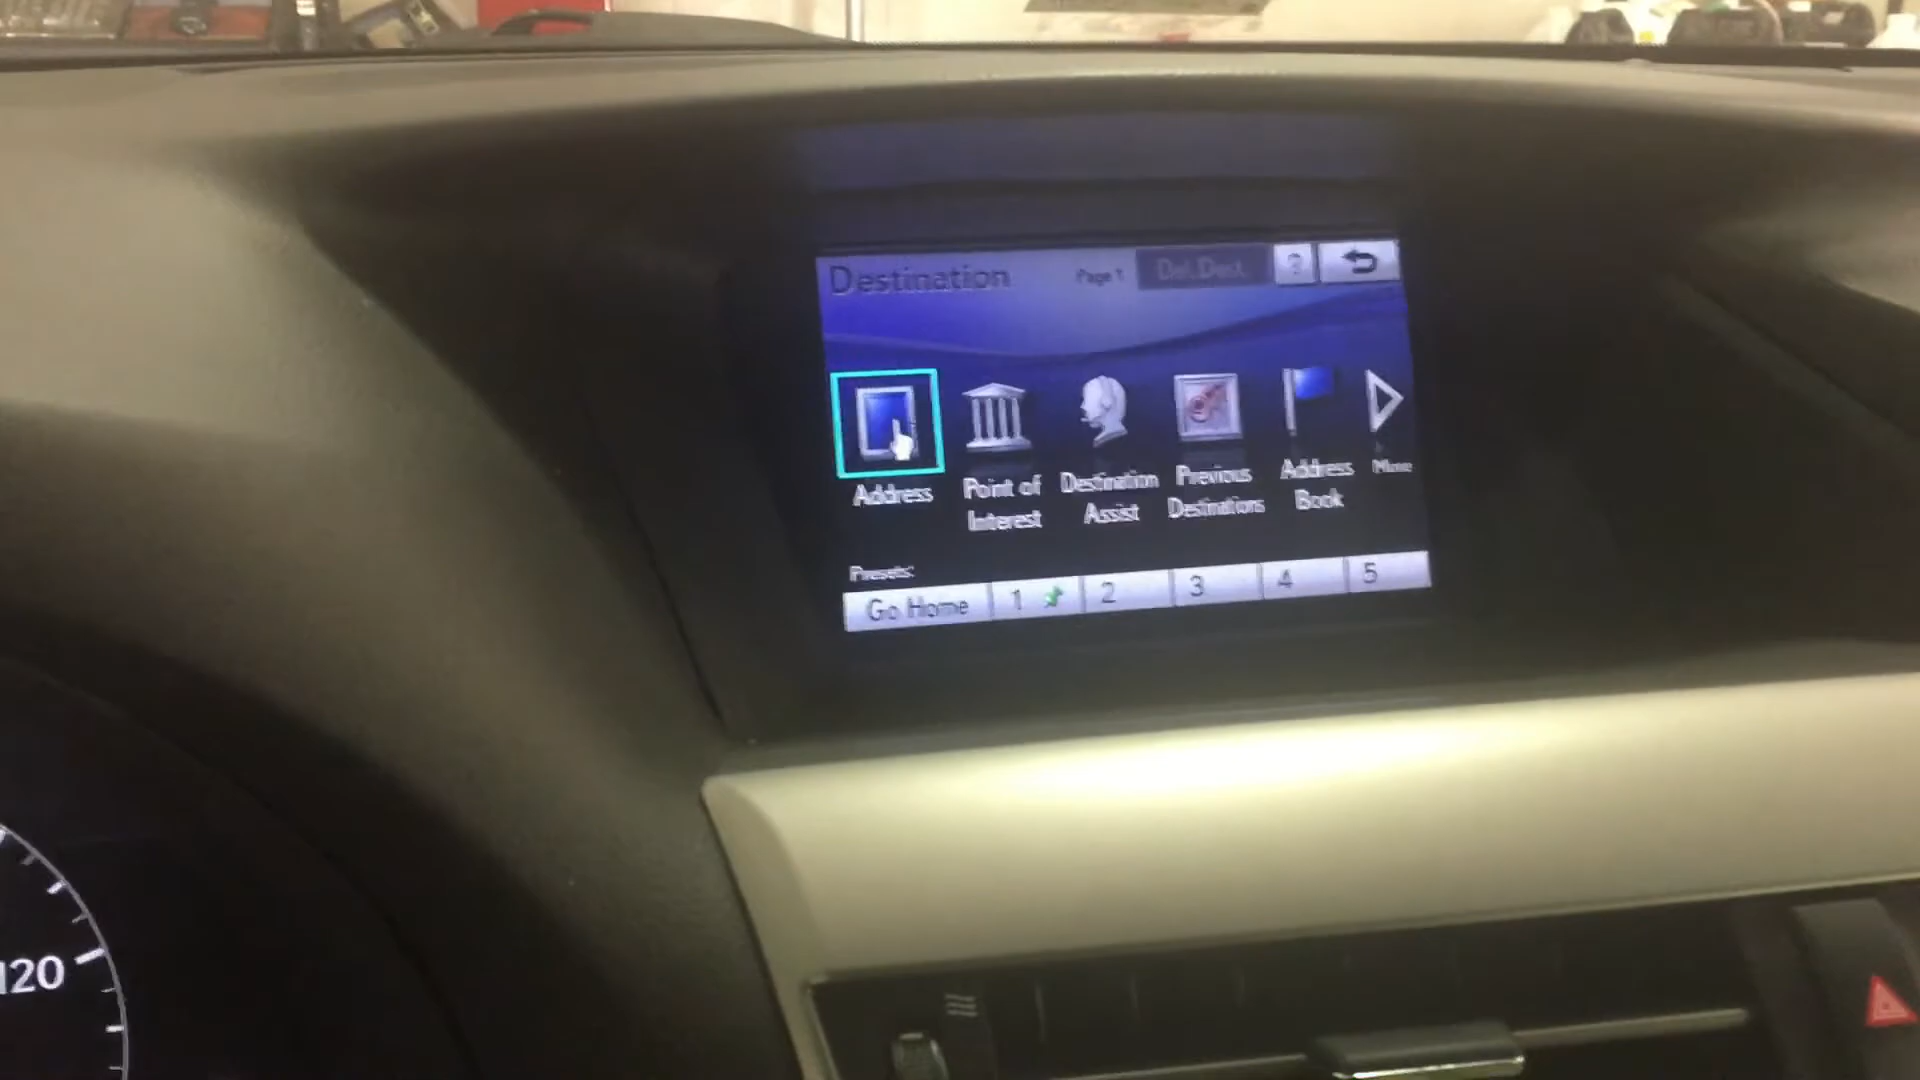 Destination Page 1 Del.Dest. ?
Address
Point of
Interest
Destination
Assist
Previous
Destinations
Address
Book
More
Presets:
Go Home 1 2 3 4 5
120